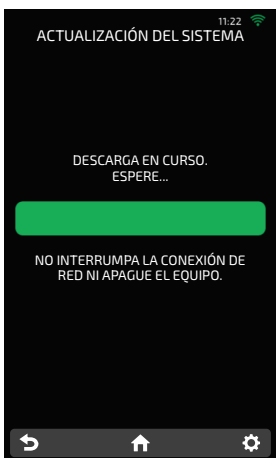 11:22
ACTUALIZACIÓN DEL SISTEMA
DESCARGA EN CURSO.
ESPERE...
NO INTERRUMPA LA CONEXIÓN DE
RED NI APAGUE EL EQUIPO.